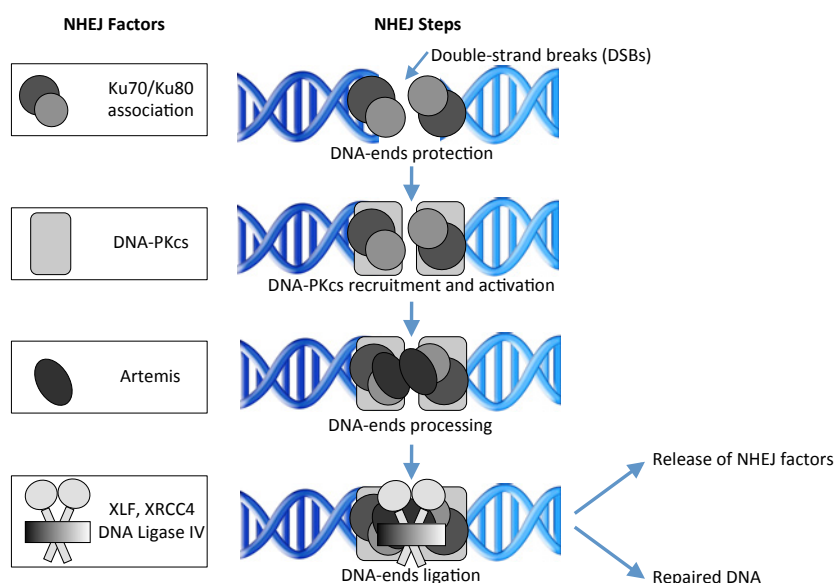 NHEJ Factors
NHEJ Steps
Double-strand breaks (DSBs)
Ku70/Ku80
association
DNA-ends protection
DNA-PKcs
DNA-PKcs recruitment and activation
Artemis
DNA-ends processing
Release of NHEJ factors
XLF, XRCC4
DNA Ligase IV
DNA-ends ligation
Repaired DNA